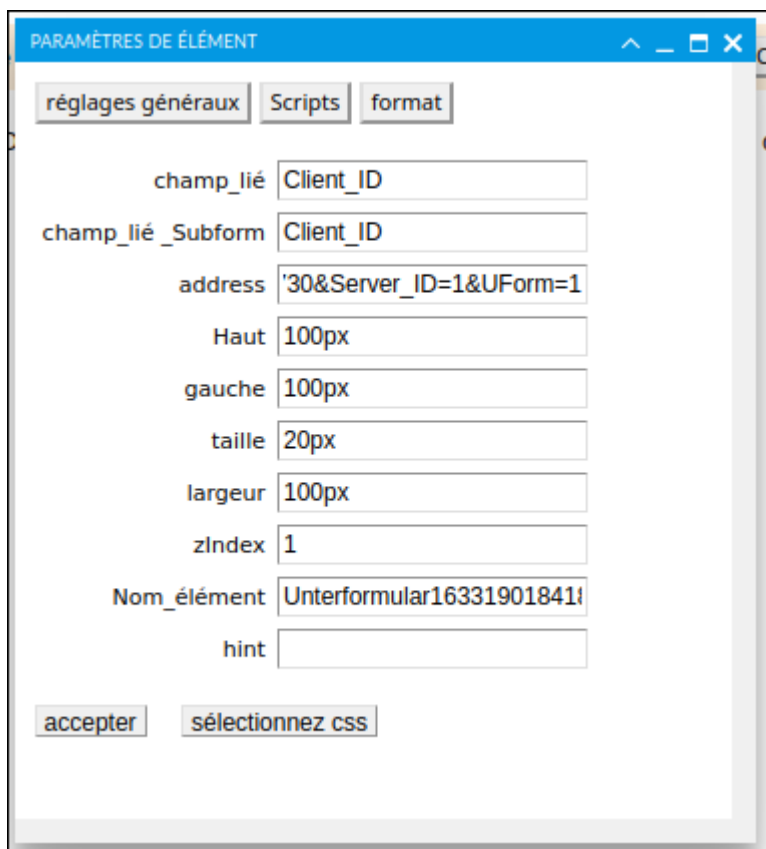 PARAMÈTRES DE ÉLÉMENT
réglages généraux Scripts format
champ_lié Client_ID
champ_lié _Subform Client_ID
address '30&Server_ID=1&UForm=1
Haut 100px
gauche 100px
taille 20px
largeur 100px
zIndex 1
Nom_élément Unterformular163319018418
hint
accepter sélectionnez css